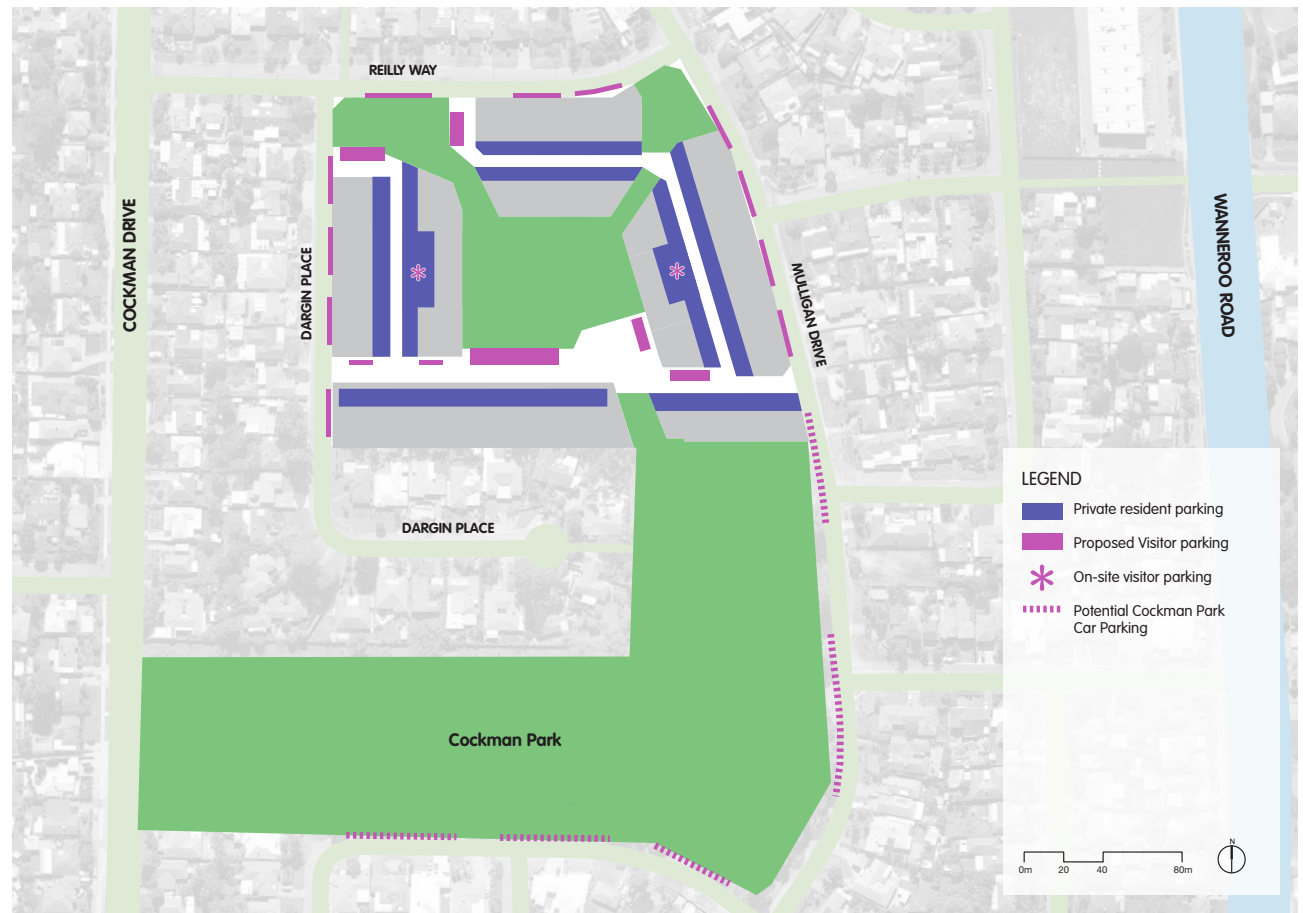 REILLY WAY
COCKMAN DRIVE
DARGIN PLACE
MULLIGAN DRIVE
WANNEROO ROAD
DARGIN PLACE
Cockman Park
LEGEND
Private resident parking
Proposed Visitor parking
On-site visitor parking
Potential Cockman Park
Car Parking
N
0m 20 40 80m